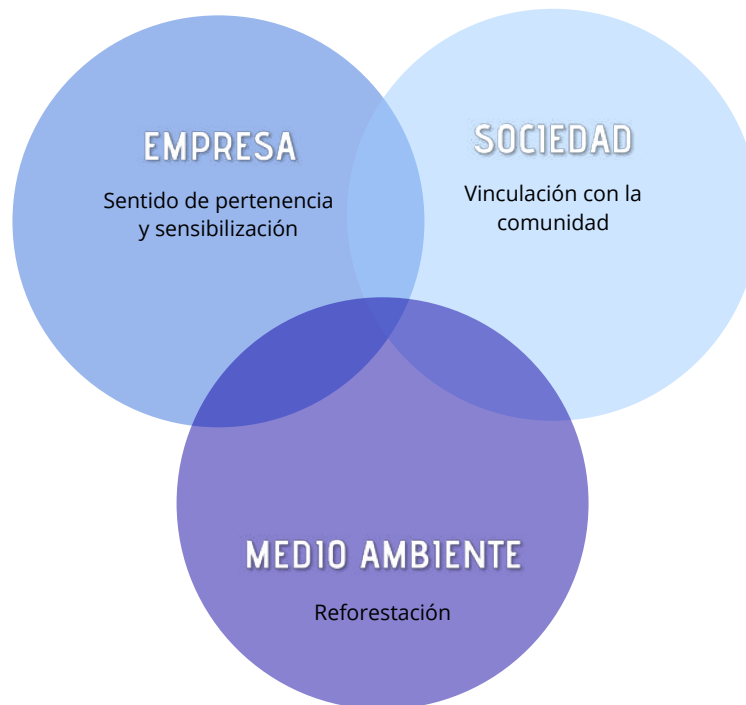 EMPRESA
Sentido de pertenencia
y sensibilización
SOCIEDAD
Vinculación con la
comunidad
MEDIO AMBIENTE
Reforestación